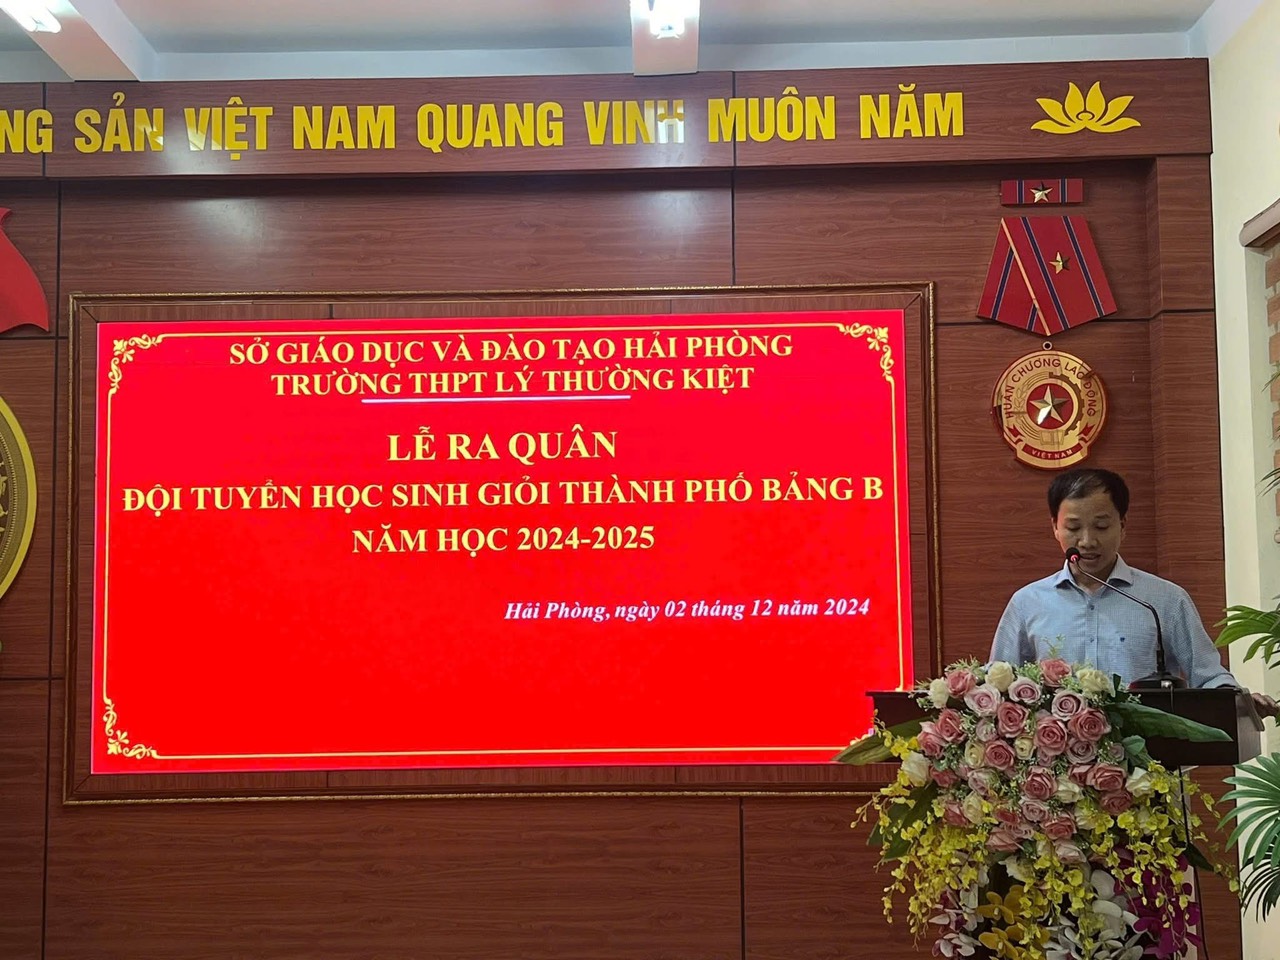 NG SẢN VIỆT NAM QUANG VINH MUÔN NĂM
SỞ GIÁO DỤC VÀ ĐÀO TẠO HẢI PHÒNG
TRƯỜNG THPT LÝ THƯỜNG KIỆT
LỄ RA QUÂN
ĐỘI TUYỂN HỌC SINH GIỎI THÀNH PHỐ BẢNG B
NĂM HỌC 2024-2025
Hải Phòng, ngày 02 tháng 12 năm 2024
HUÂN CHƯƠNG LAO ĐỘNG
VIỆT NAM